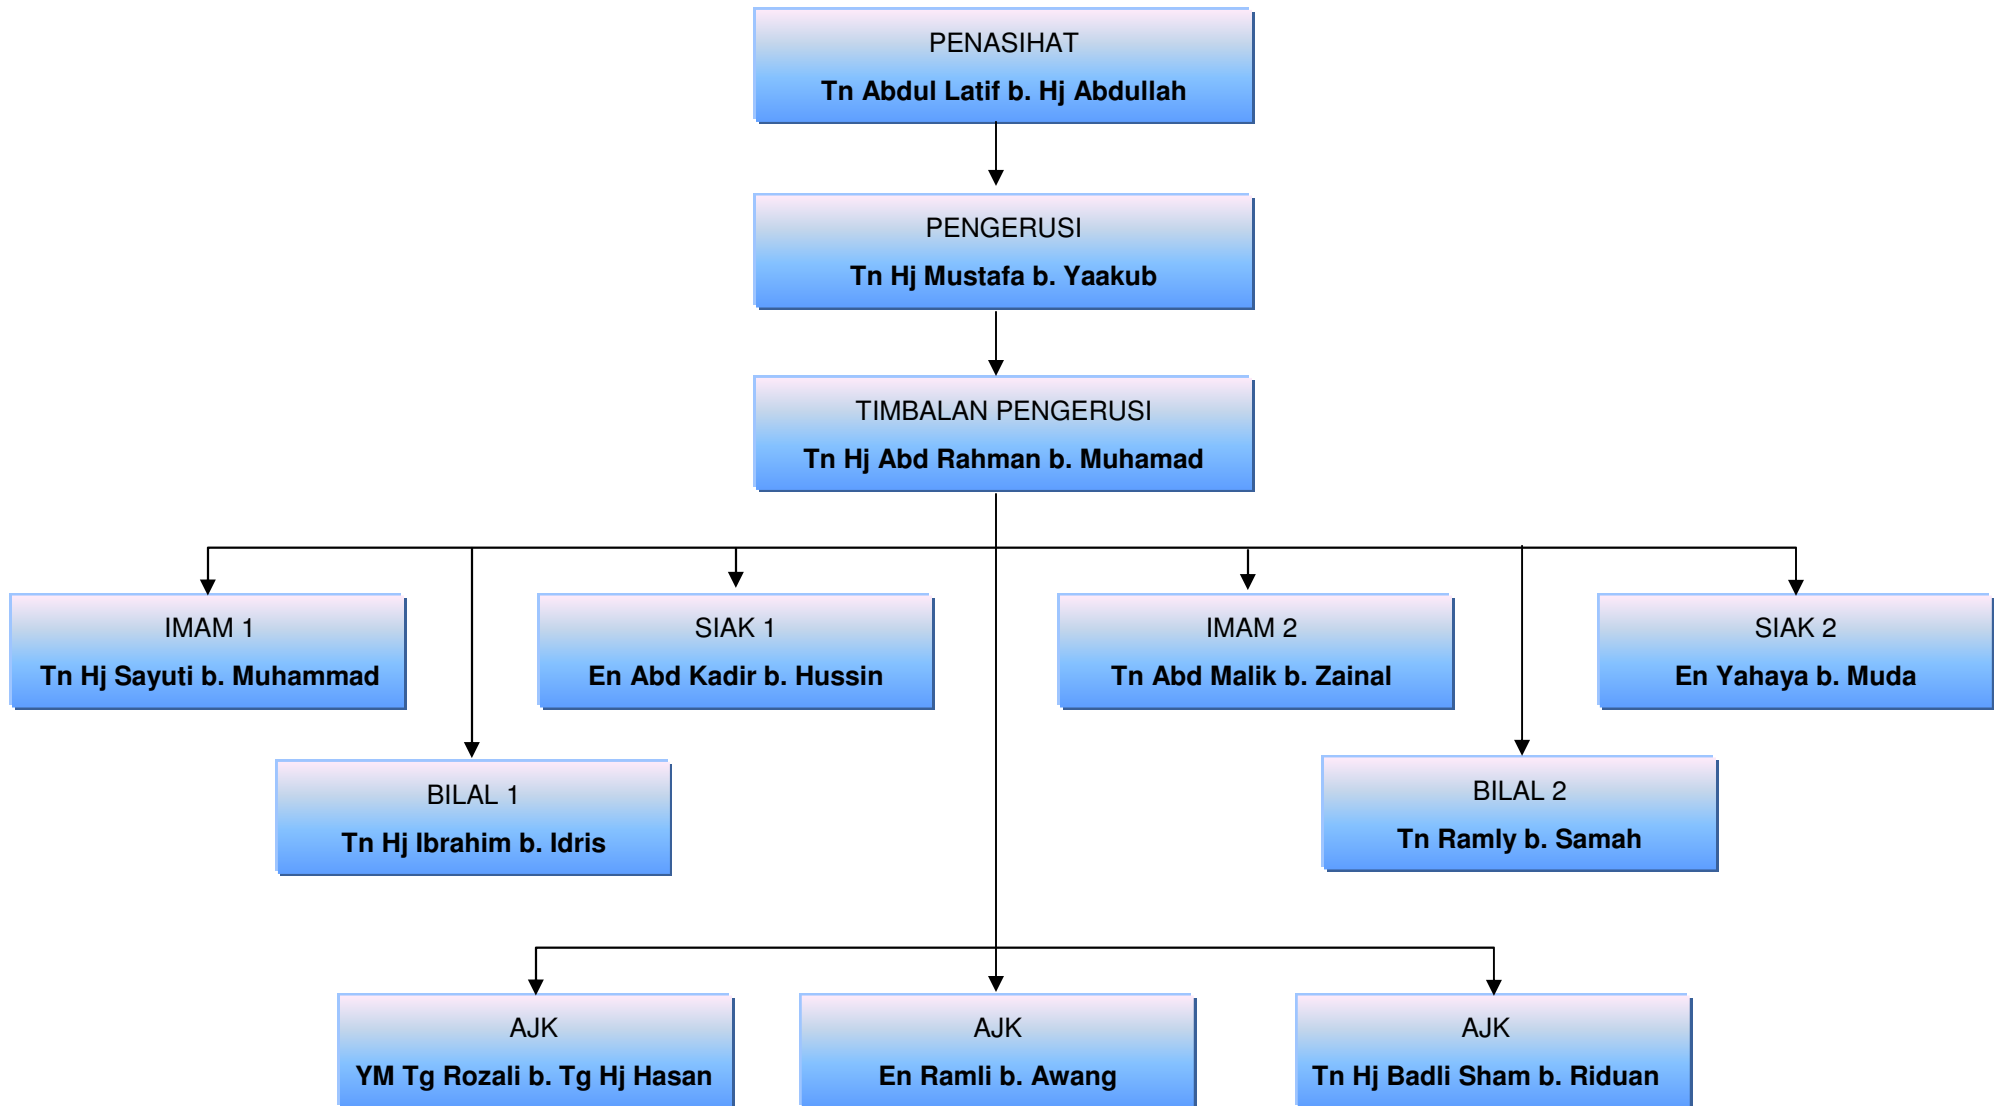 PENASIHAT
Tn Abdul Latif b. Hj Abdullah
PENGERUSI
Tn Hj Mustafa b. Yaakub
TIMBALAN PENGERUSI
Tn Hj Abd Rahman b. Muhamad
IMAM 1
Tn Hj Sayuti b. Muhammad
SIAK 1
En Abd Kadir b. Hussin
IMAM 2
Tn Abd Malik b. Zainal
SIAK 2
En Yahaya b. Muda
BILAL 1
Tn Hj Ibrahim b. Idris
BILAL 2
Tn Ramly b. Samah
AJK
YM Tg Rozali b. Tg Hj Hasan
AJK
En Ramli b. Awang
AJK
Tn Hj Badli Sham b. Riduan